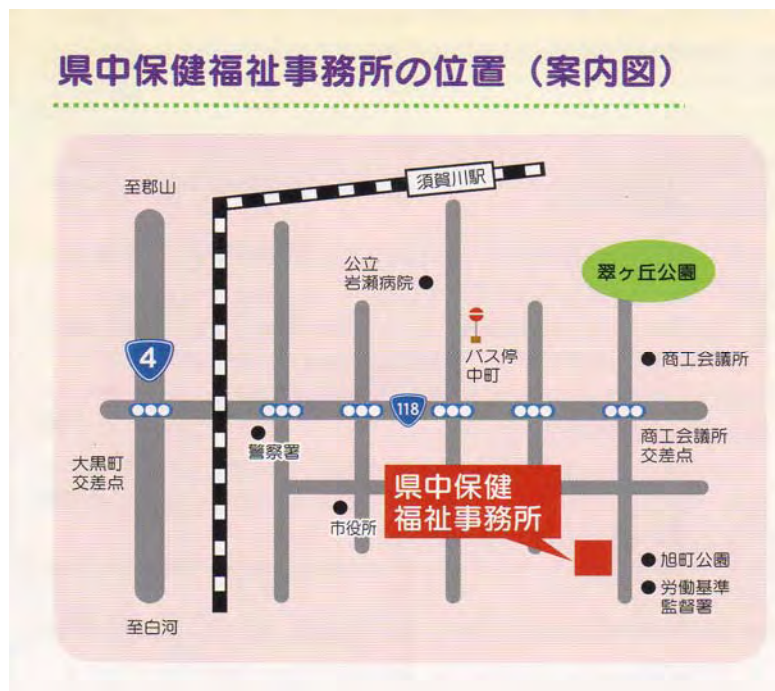 県中保健福祉事務所の位置（案内図）
至郡山
須賀川駅
公立
岩瀬病院
翠ヶ丘公園
4
バス停
中町
商工会議所
118
大黒町
交差点
警察署
商工会議所
交差点
県中保健
福祉事務所
市役所
旭町公園
労働基準
監督署
至白河